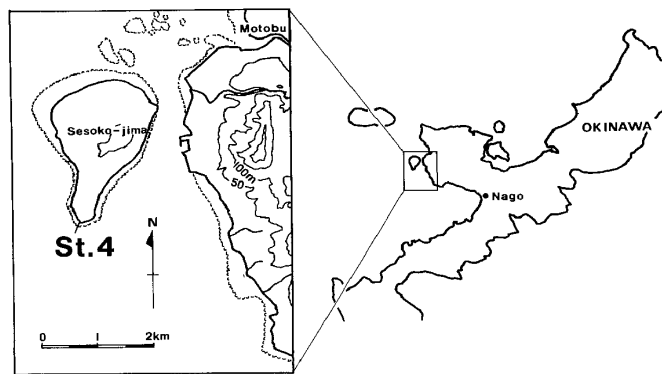 Motobu
Sesoko-jima
100m
50
St.4
N
0 1 2km
OKINAWA
Nago